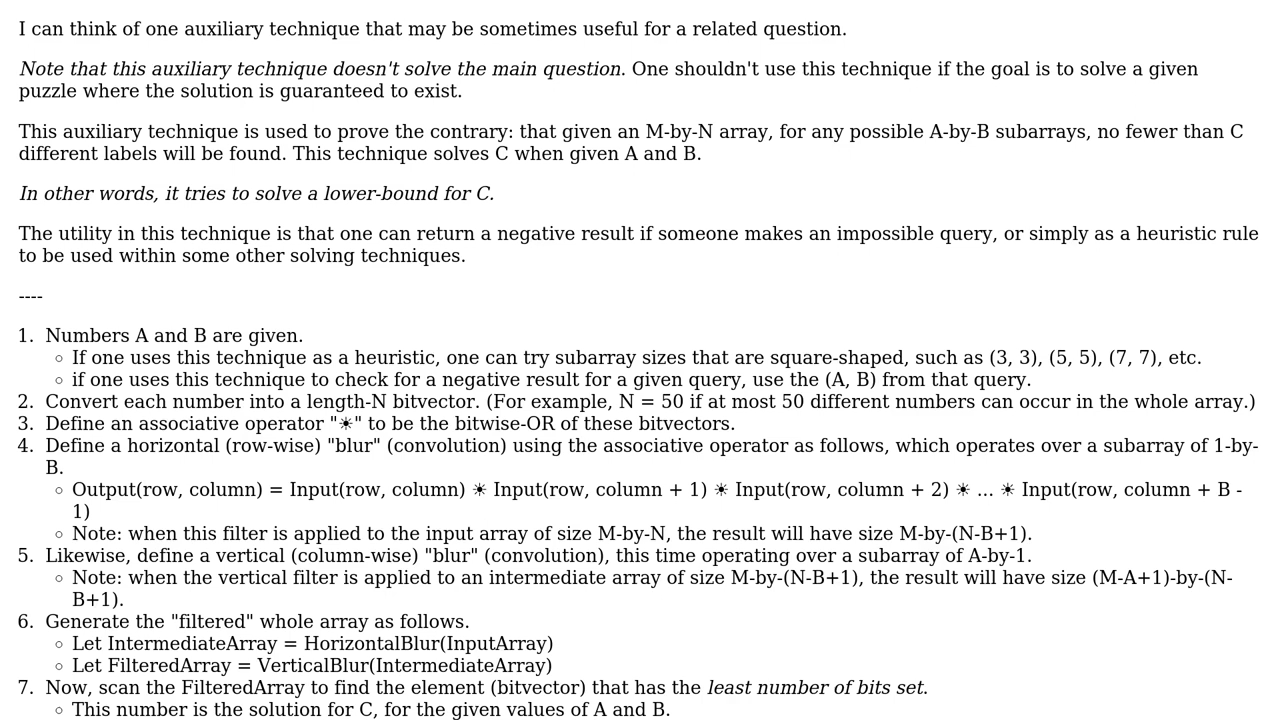 I can think of one auxiliary technique that may be sometimes useful for a related question.
Note that this auxiliary technique doesn't solve the main question. One shouldn't use this technique if the goal is to solve a given
puzzle where the solution is guaranteed to exist.
This auxiliary technique is used to prove the contrary: that given an M-by-N array, for any possible A-by-B subarrays, no fewer than C
different labels will be found. This technique solves C when given A and B.
In other words, it tries to solve a lower-bound for C.
The utility in this technique is that one can return a negative result if someone makes an impossible query, or simply as a heuristic rule
to be used within some other solving techniques.
----
1. Numbers A and B are given.
◦ If one uses this technique as a heuristic, one can try subarray sizes that are square-shaped, such as (3, 3), (5, 5), (7, 7), etc.
◦ if one uses this technique to check for a negative result for a given query, use the (A, B) from that query.
2. Convert each number into a length-N bitvector. (For example, N = 50 if at most 50 different numbers can occur in the whole array.)
3. Define an associative operator "☀" to be the bitwise-OR of these bitvectors.
4. Define a horizontal (row-wise) "blur" (convolution) using the associative operator as follows, which operates over a subarray of 1-by-
B.
◦ Output(row, column) = Input(row, column) ☀ Input(row, column + 1) ☀ Input(row, column + 2) ☀ ... ☀ Input(row, column + B -
1)
◦ Note: when this filter is applied to the input array of size M-by-N, the result will have size M-by-(N-B+1).
5. Likewise, define a vertical (column-wise) "blur" (convolution), this time operating over a subarray of A-by-1.
◦ Note: when the vertical filter is applied to an intermediate array of size M-by-(N-B+1), the result will have size (M-A+1)-by-(N-
B+1).
6. Generate the "filtered" whole array as follows.
◦ Let IntermediateArray = HorizontalBlur(InputArray)
◦ Let FilteredArray = VerticalBlur(IntermediateArray)
7. Now, scan the FilteredArray to find the element (bitvector) that has the least number of bits set.
◦ This number is the solution for C, for the given values of A and B.